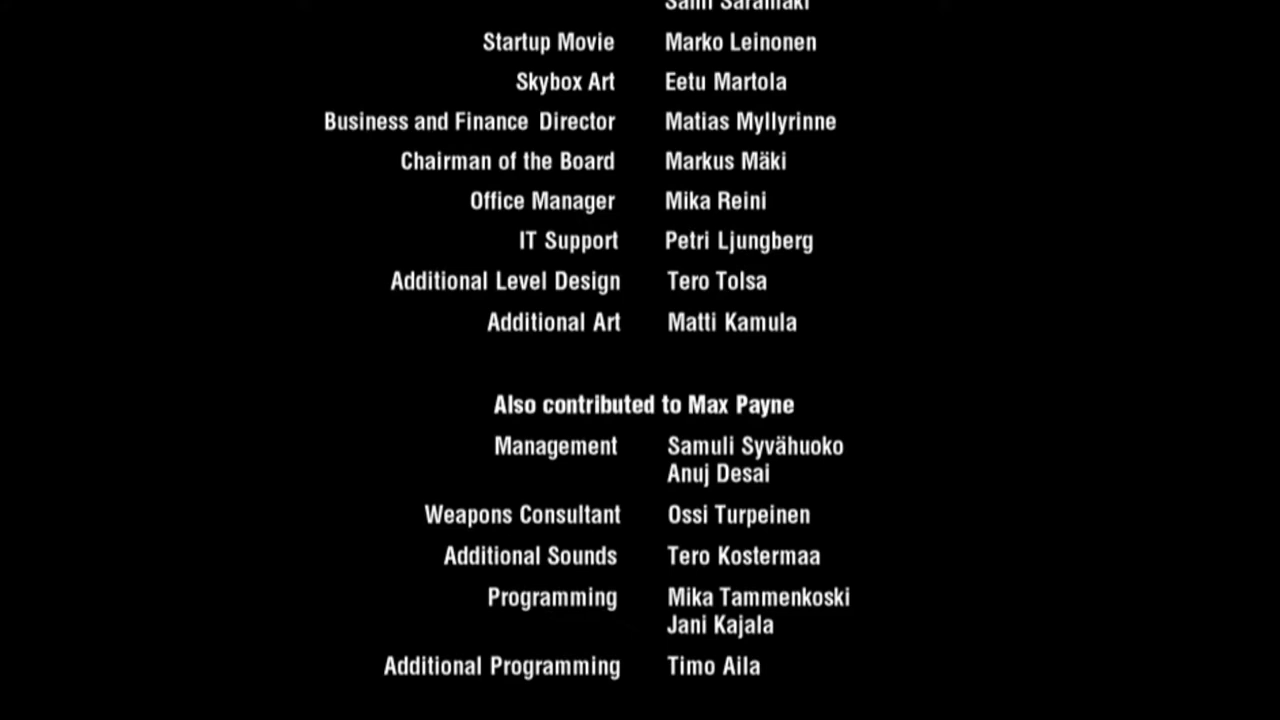 Sami Saramäki
Startup Movie Marko Leinonen
Skybox Art Eetu Martola
Business and Finance Director Matias Myllyrinne
Chairman of the Board Markus Mäki
Office Manager Mika Reini
IT Support Petri Ljungberg
Additional Level Design Tero Tolsa
Additional Art Matti Kamula
Also contributed to Max Payne
Management Samuli Syvähuoko
Anuj Desai
Weapons Consultant Ossi Turpeinen
Additional Sounds Tero Kostermaa
Programming Mika Tammenkoski
Jani Kajala
Additional Programming Timo Aila